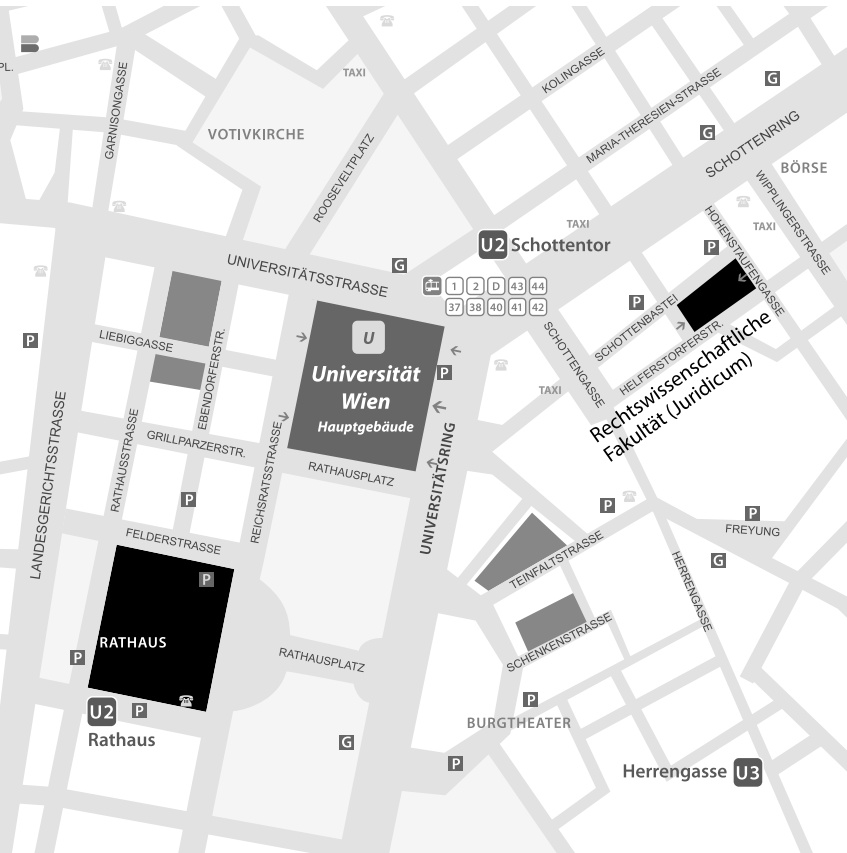 PL.
GARNISONGASSE
TAXI
VOTIVKIRCHE
ROOSEVELTPLATZ
KOLINGASSE
MARIA-THERESIEN-STRASSE
G
G
SCHOTTENRING
BÖRSE
WIPPLINGERSTRASSE
HOHENSTAUFENGASSE
TAXI
TAXI
P
U2 Schottentor
UNIVERSITÄTSSTRASSE
G
1 2 D 43 44
37 38 40 41 42
P
SCHOTTENBASTEI
HELFERSTORFERSTR.
SCHOTTENGASSE
Rechtswissenschaftliche
Fakultät (Juridicum)
TAXI
P
LIEBIGGASSE
EBENDORFERSTR.
U
Universität
Wien
Hauptgebäude
P
LANDESGERICHTSSTRASSE
RATHAUSSTRASSE
GRILLPARZERSTR.
REICHSRATSSTRASSE
RATHAUSPLATZ
UNIVERSITÄTSRING
P
FELDERSTRASSE
P
P
FREYUNG
G
TEINFALTSTRASSE
HERRENGASSE
SCHENKENSTRASSE
P
RATHAUS
P
RATHAUSPLATZ
U2
P
Rathaus
G
P
BURGTHEATER
P
Herrengasse U3